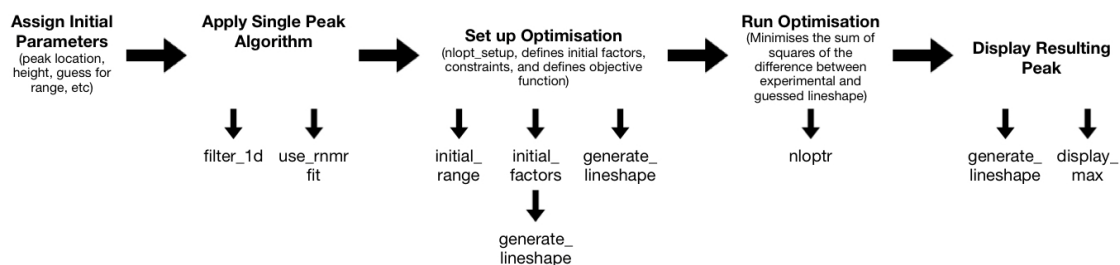 Assign Initial
Parameters
(peak location,
height, guess for
range, etc)
Apply Single Peak
Algorithm
Set up Optimisation
(nlopt_setup, defines initial factors,
constraints, and defines objective
function)
Run Optimisation
(Minimises the sum of
squares of the
difference between
experimental and
guessed lineshape)
Display Resulting
Peak
filter_1d
use_rnmr
fit
initial_
range
initial_
factors
generate_
lineshape
nloptr
generate_
lineshape
display_
max
generate_
lineshape